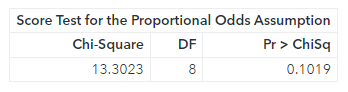 Score Test for the Proportional Odds Assumption
Chi-Square DF Pr > ChiSq
13.3023 8 0.1019